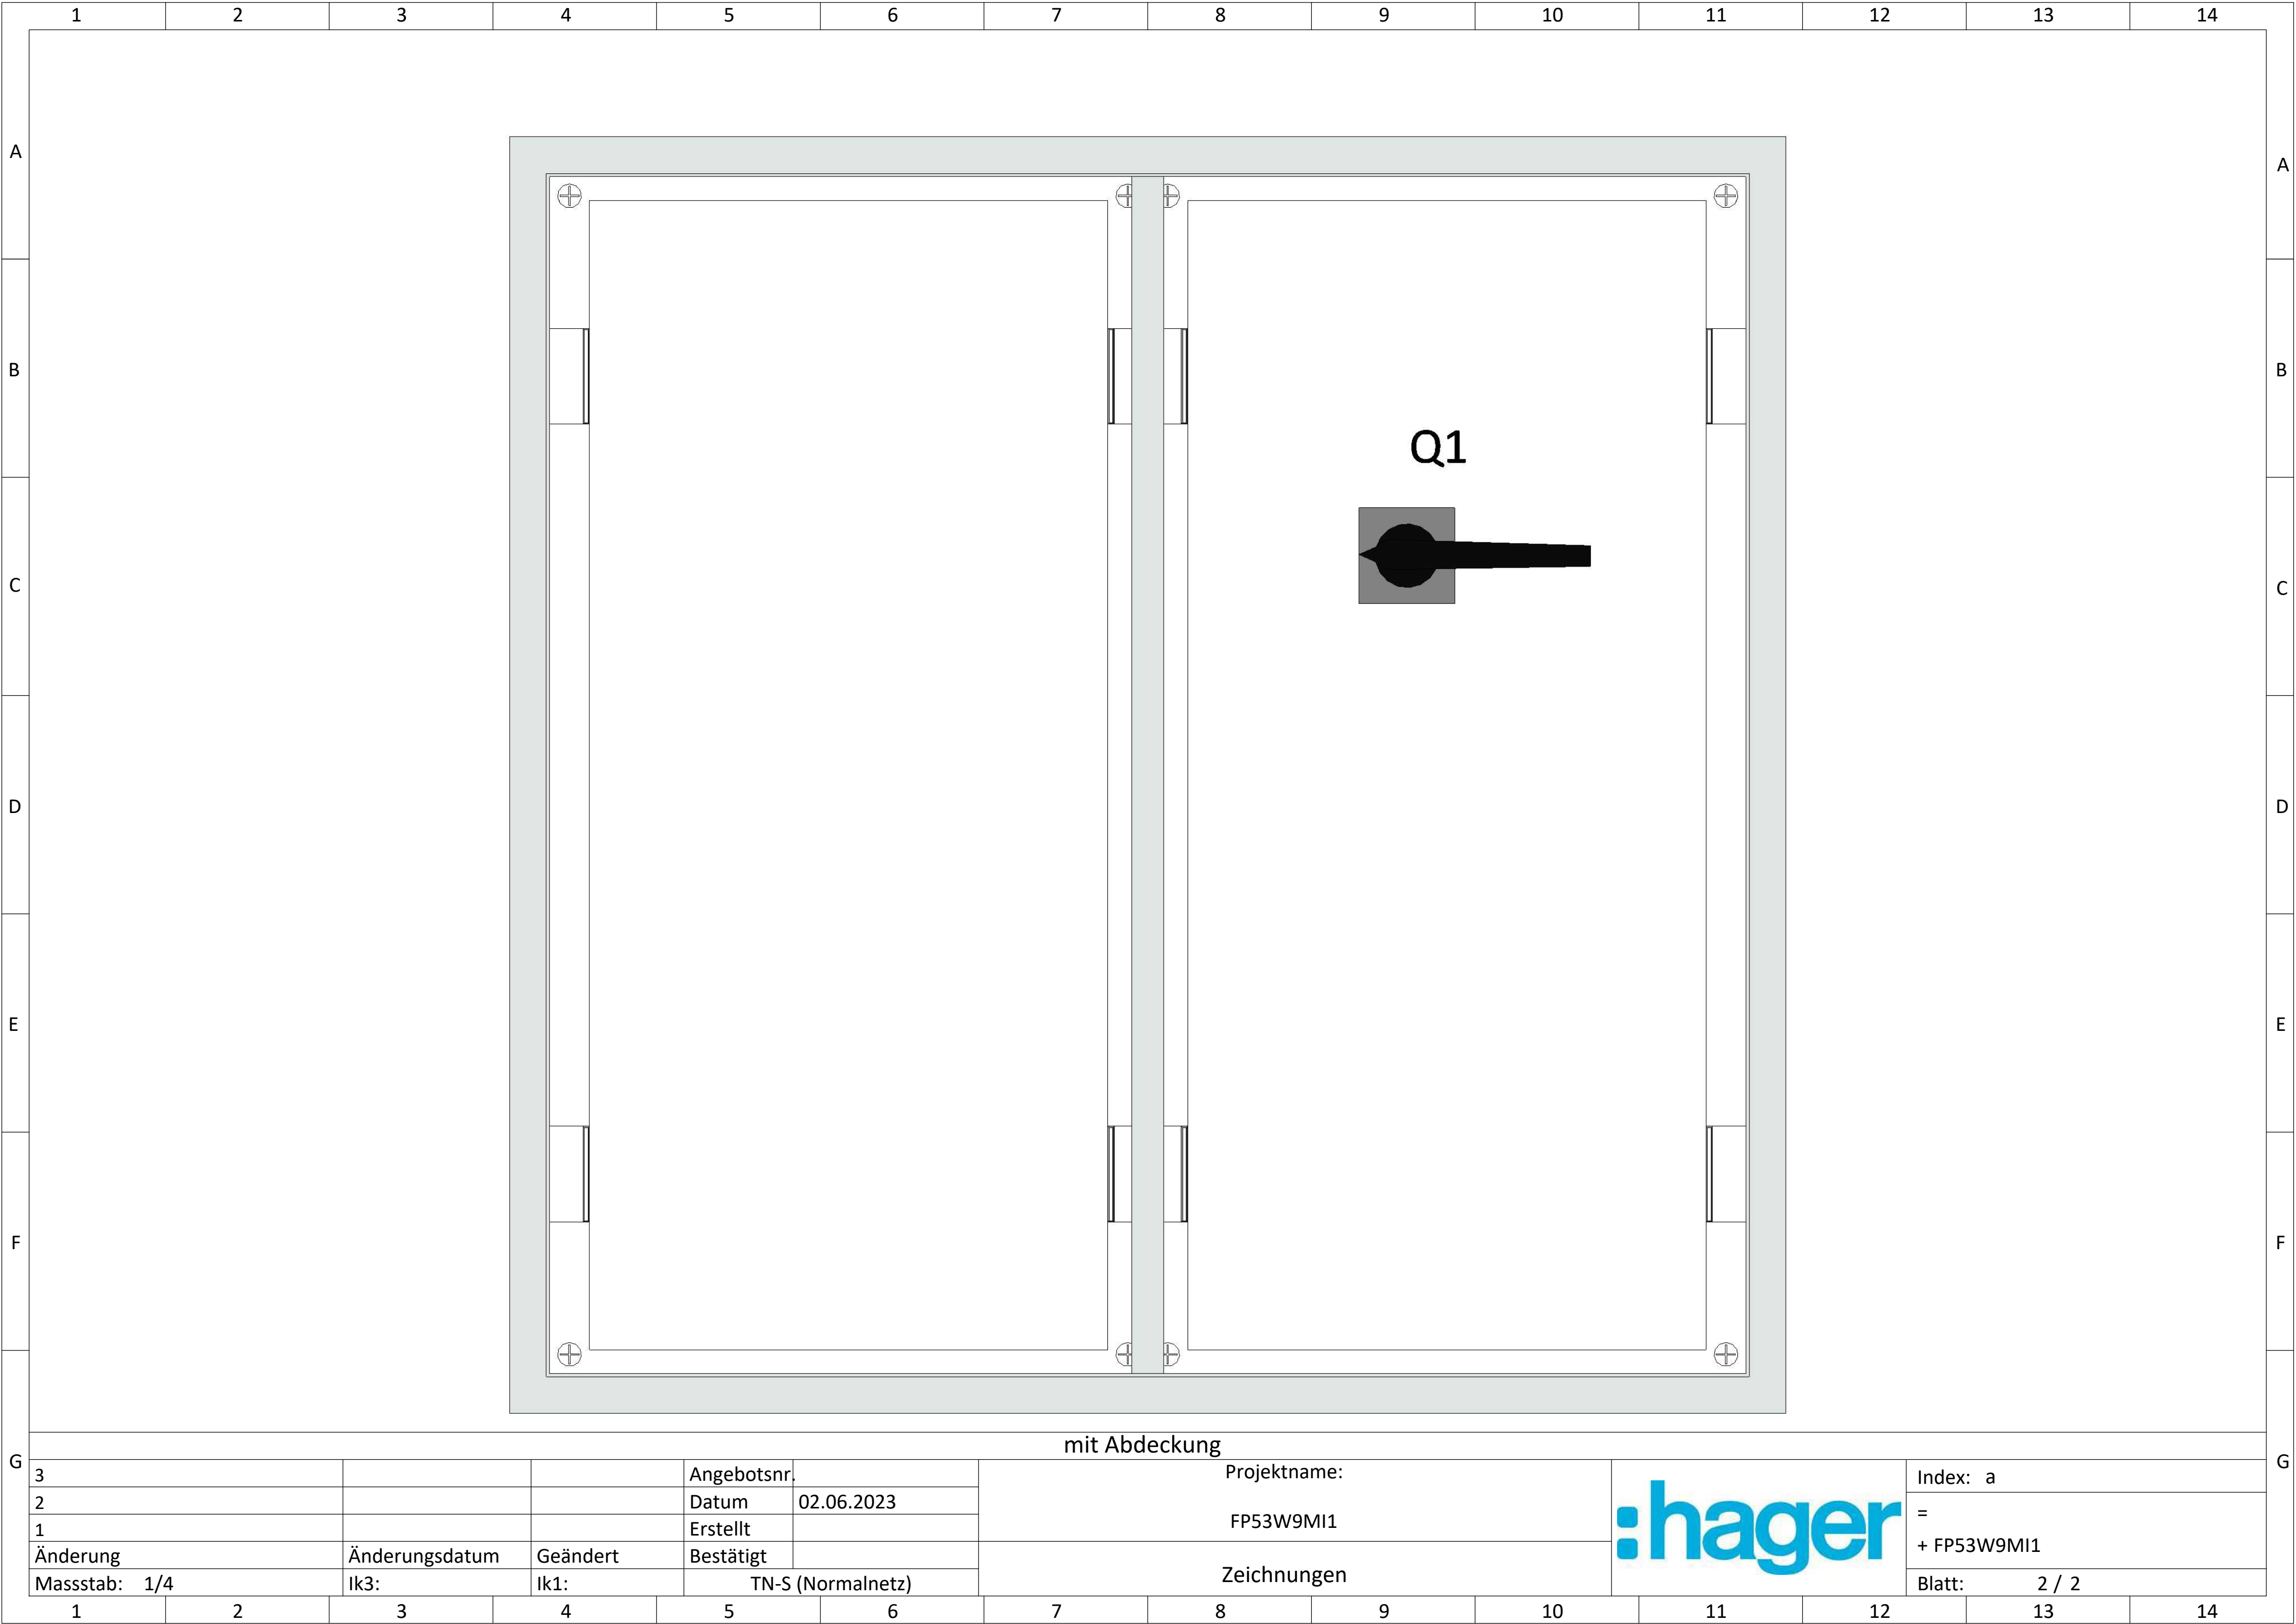 1 2 3 4 5 6 7 8 9 10 11 12 13 14
A A
B B
Q1
C C
D D
E E
F F
mit Abdeckung
G G
3 Angebotsnr. Projektname: Index: a
2 Datum 02.06.2023 =
1 Erstellt FP53W9MI1 :hager + FP53W9MI1
Änderung Änderungsdatum Geändert Bestätigt Zeichnungen
Massstab: 1/4 Ik3: Ik1: TN-S (Normalnetz) Blatt: 2 / 2
1 2 3 4 5 6 7 8 9 10 11 12 13 14